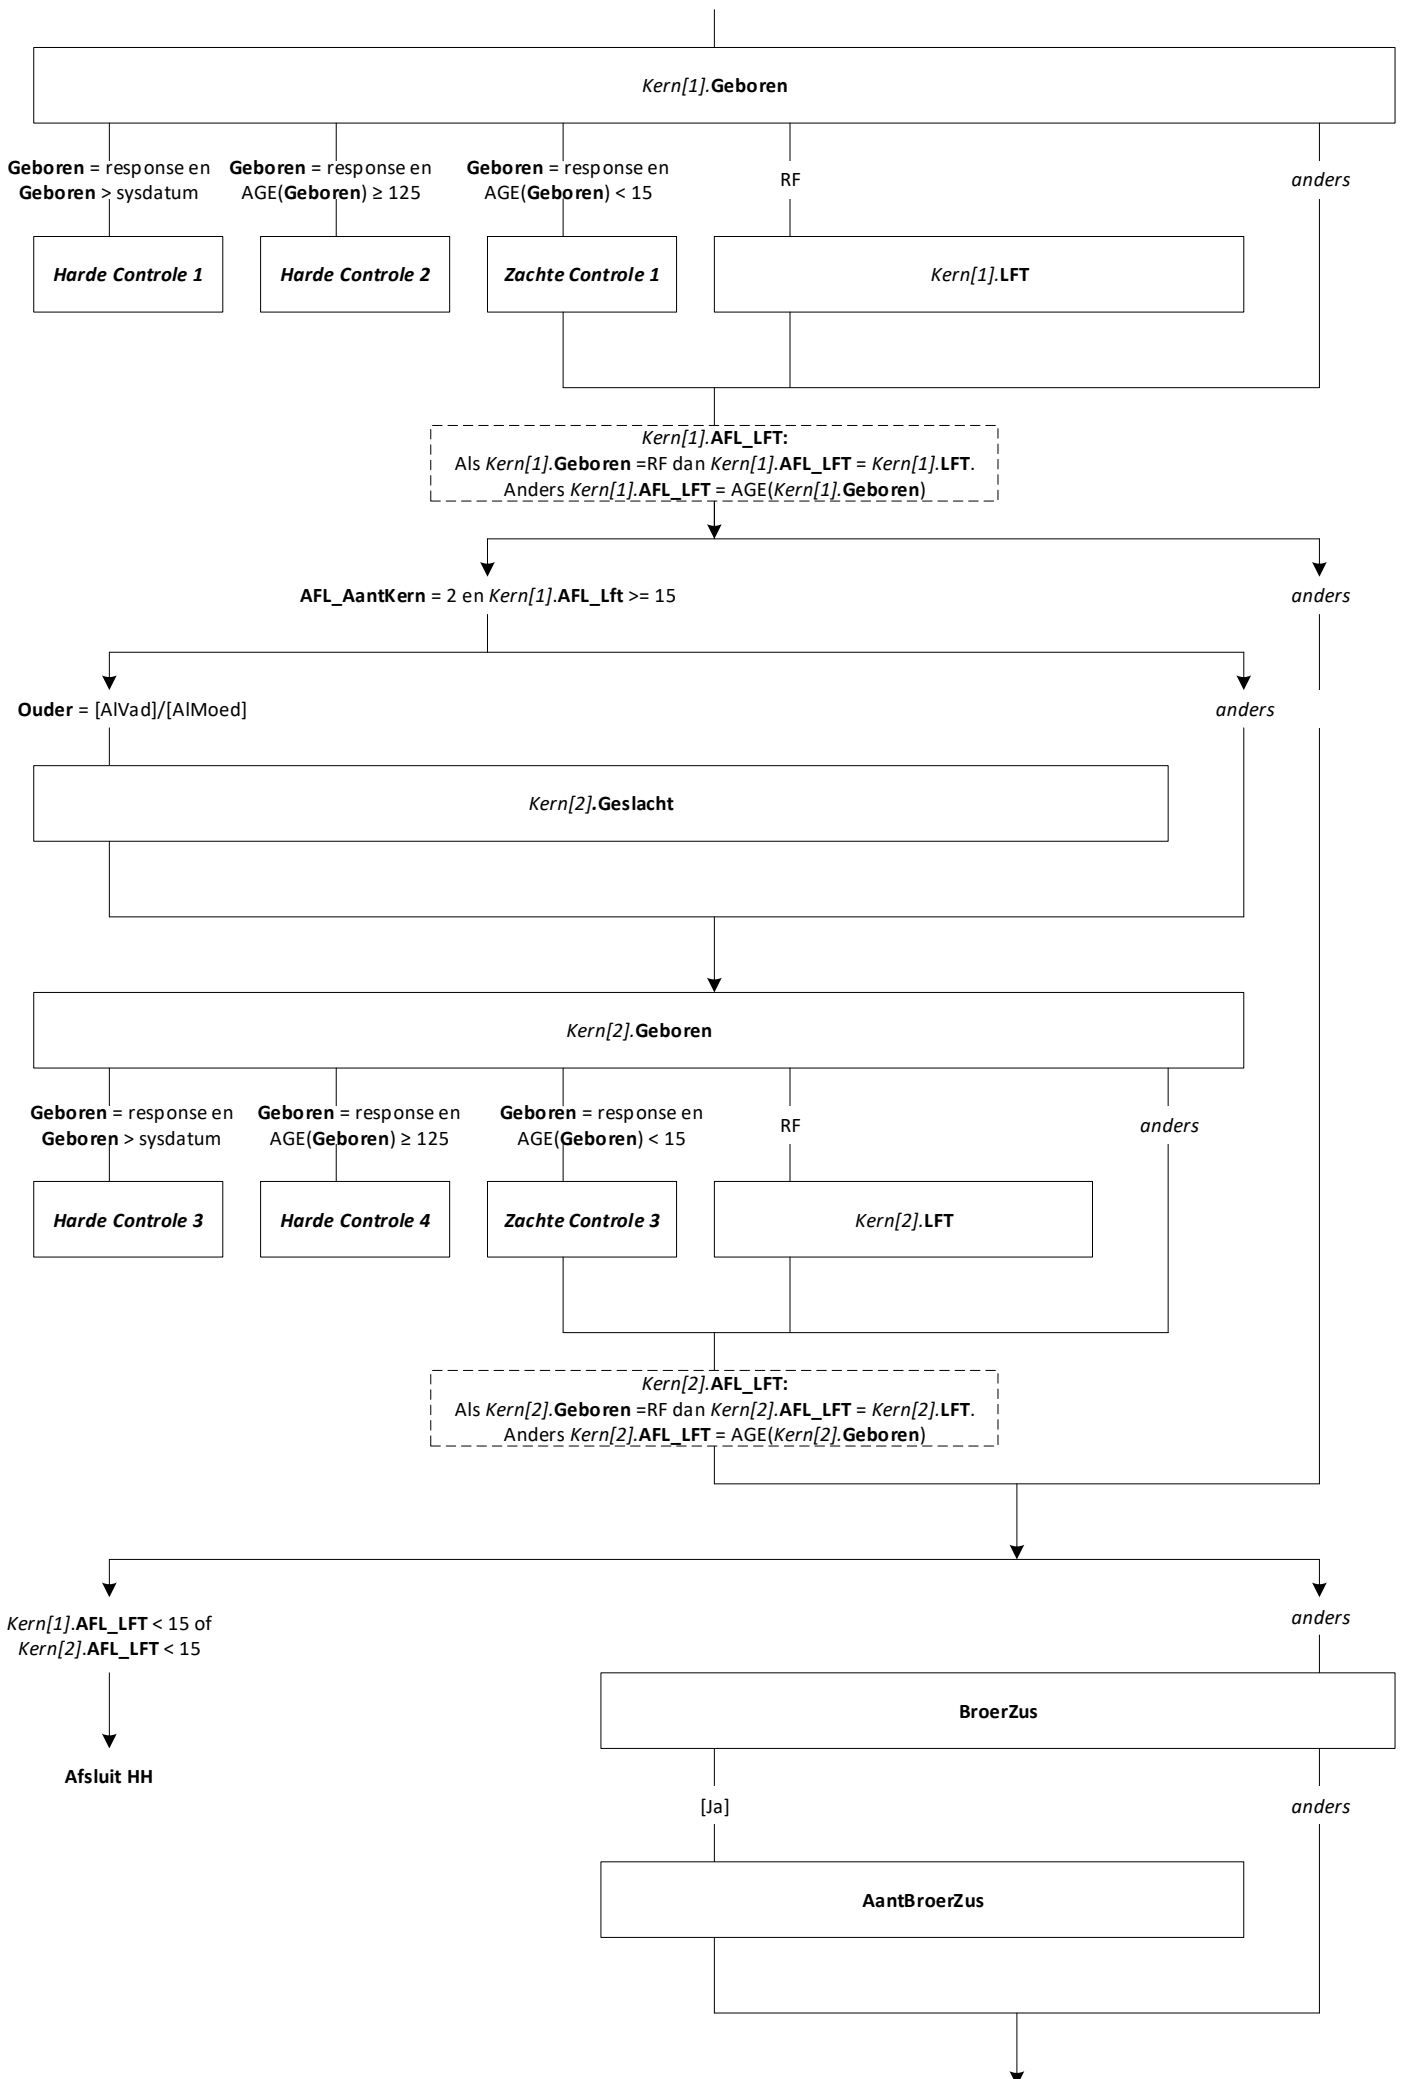 Kern[1].Geboren
Geboren = response en
Geboren > sysdatum
Geboren = response en
AGE(Geboren) ≥ 125
Geboren = response en
AGE(Geboren) < 15
RF
anders
Harde Controle 1
Harde Controle 2
Zachte Controle 1
Kern[1].LFT
Kern[1].AFL_LFT:
Als Kern[1].Geboren =RF dan Kern[1].AFL_LFT = Kern[1].LFT.
Anders Kern[1].AFL_LFT = AGE(Kern[1].Geboren)
AFL_AantKern = 2 en Kern[1].AFL_Lft >= 15
anders
Ouder = [AlVad]/[AlMoed]
anders
Kern[2].Geslacht
Kern[2].Geboren
Geboren = response en
Geboren > sysdatum
Geboren = response en
AGE(Geboren) ≥ 125
Geboren = response en
AGE(Geboren) < 15
RF
anders
Harde Controle 3
Harde Controle 4
Zachte Controle 3
Kern[2].LFT
Kern[2].AFL_LFT:
Als Kern[2].Geboren =RF dan Kern[2].AFL_LFT = Kern[2].LFT.
Anders Kern[2].AFL_LFT = AGE(Kern[2].Geboren)
Kern[1].AFL_LFT < 15 of
Kern[2].AFL_LFT < 15
anders
BroerZus
Afsluit HH
[Ja]
anders
AantBroerZus